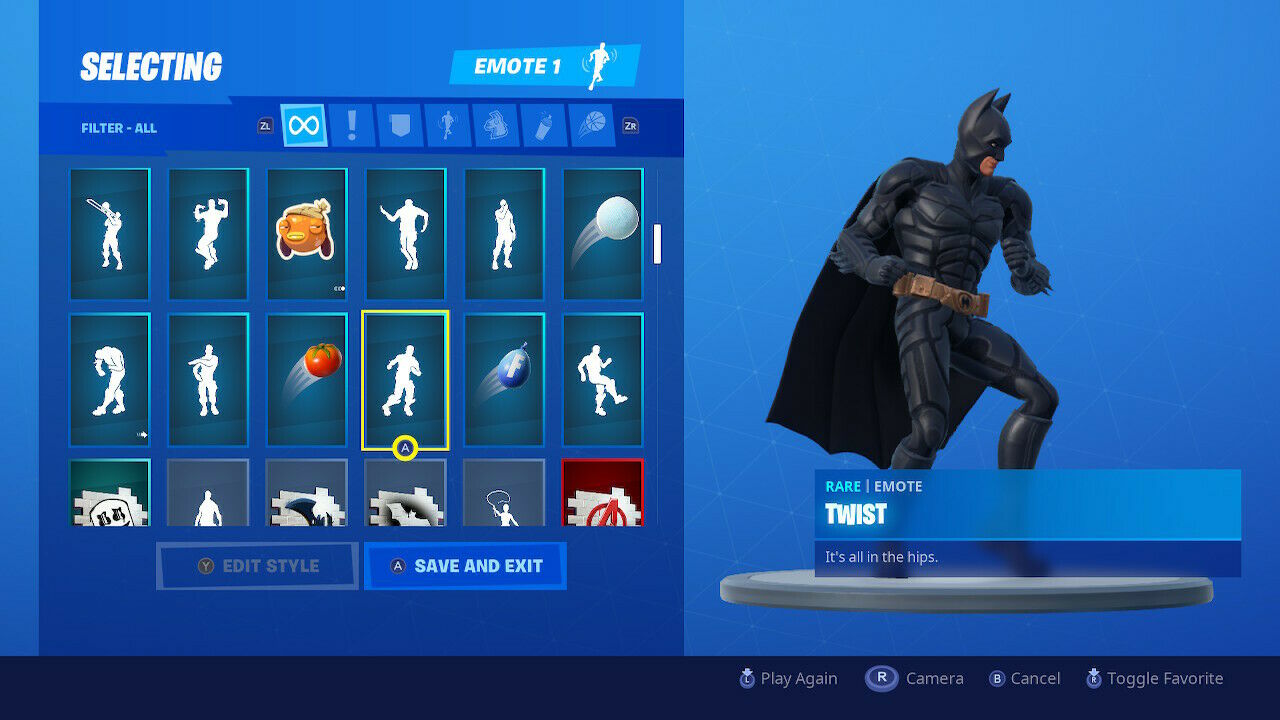 SELECTING
EMOTE 1
FILTER - ALL
ZL
ZR
F
A
Y EDIT STYLE
A SAVE AND EXIT
RARE | EMOTE
TWIST
It's all in the hips.
L Play Again
R Camera
B Cancel
R Toggle Favorite